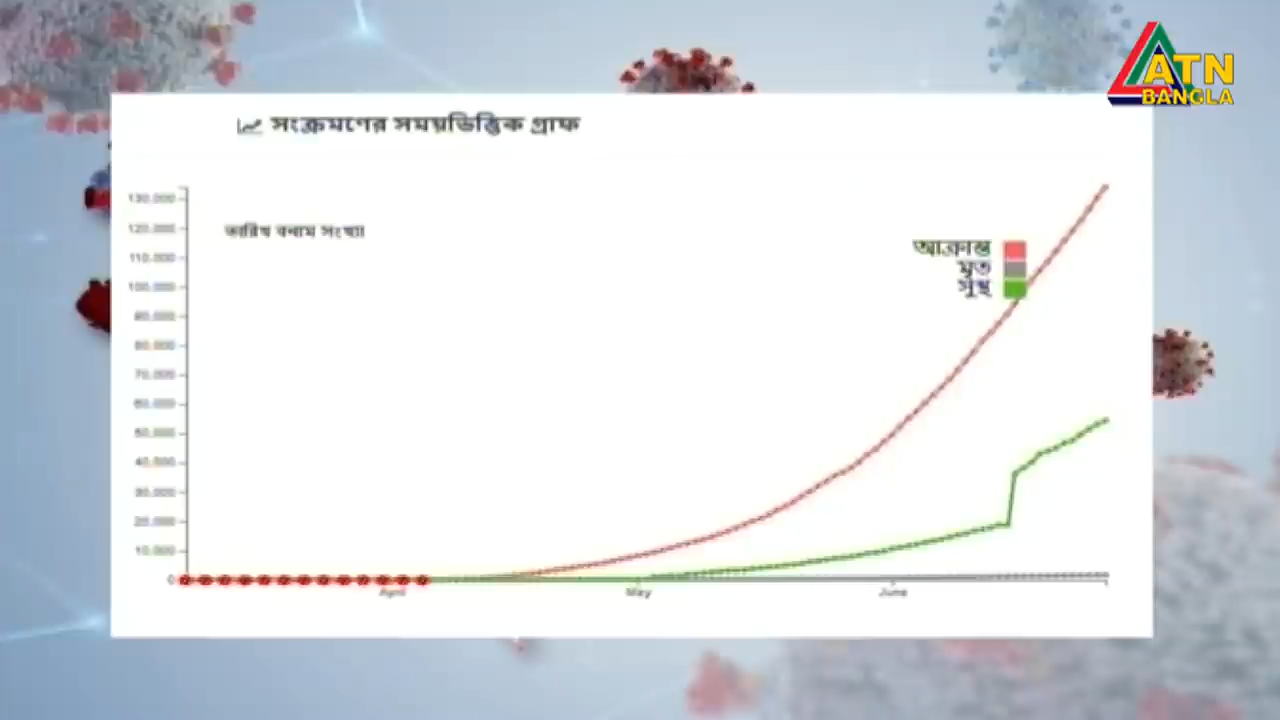 ATN
BANGLA
সংক্রমণের সময়ভিত্তিক গ্রাফ
তারিখ বনাম সংখ্যা
আক্রান্ত
মৃত
সুস্থ
130,000
120,000
110,000
100,000
90,000
80,000
70,000
60,000
50,000
40,000
30,000
20,000
10,000
0
April May June